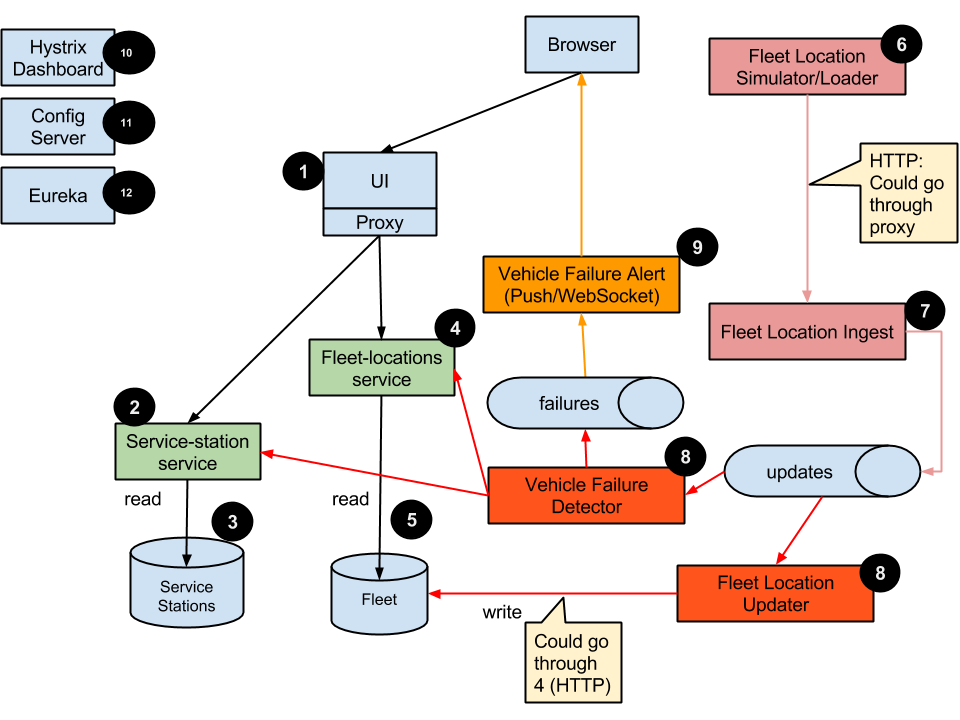 Hystrix
Dashboard
10
Config
Server
11
Eureka
12
Browser
1
UI
Proxy
6
Fleet Location
Simulator/Loader
HTTP:
Could go
through
proxy
9
Vehicle Failure Alert
(Push/WebSocket)
7
Fleet Location Ingest
4
Fleet-locations
service
failures
2
Service-station
service
read
read
8
Vehicle Failure
Detector
updates
3
Service
Stations
5
Fleet
8
Fleet Location
Updater
write
Could go
through
4 (HTTP)